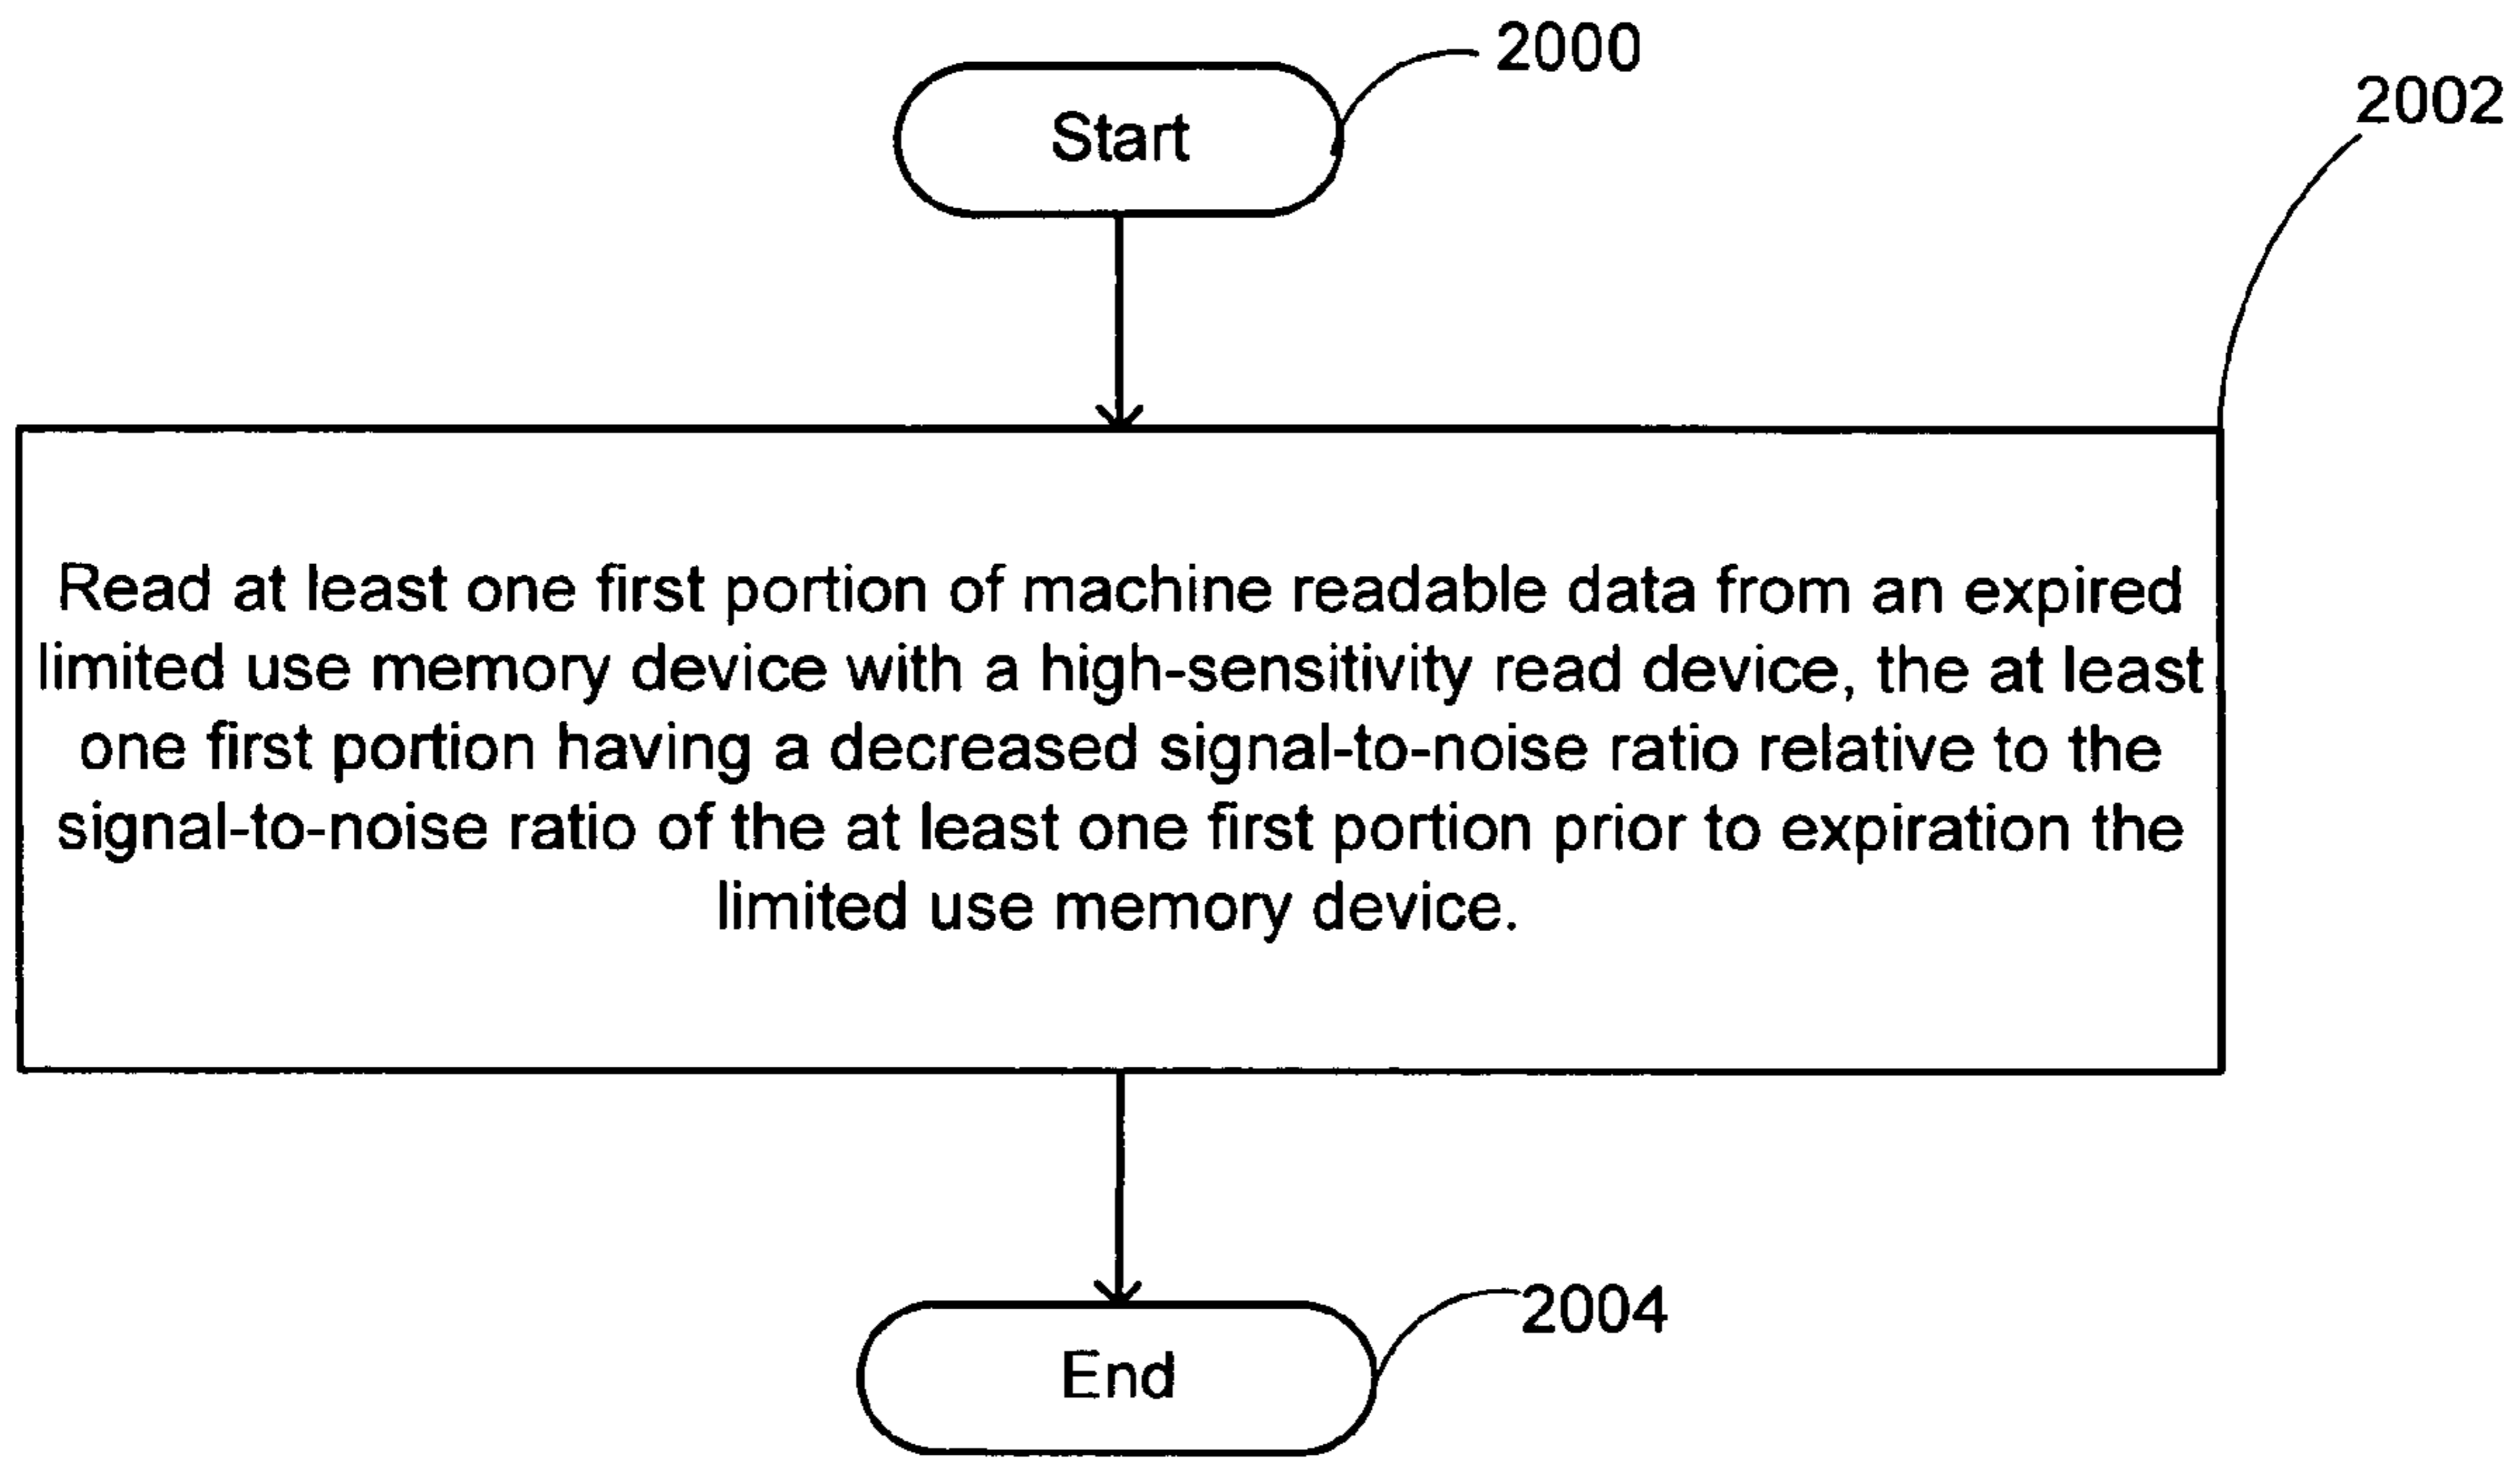 2000
Start
2002
Read at least one first portion of machine readable data from an expired
limited use memory device with a high-sensitivity read device, the at least
one first portion having a decreased signal-to-noise ratio relative to the
signal-to-noise ratio of the at least one first portion prior to expiration the
limited use memory device.
2004
End